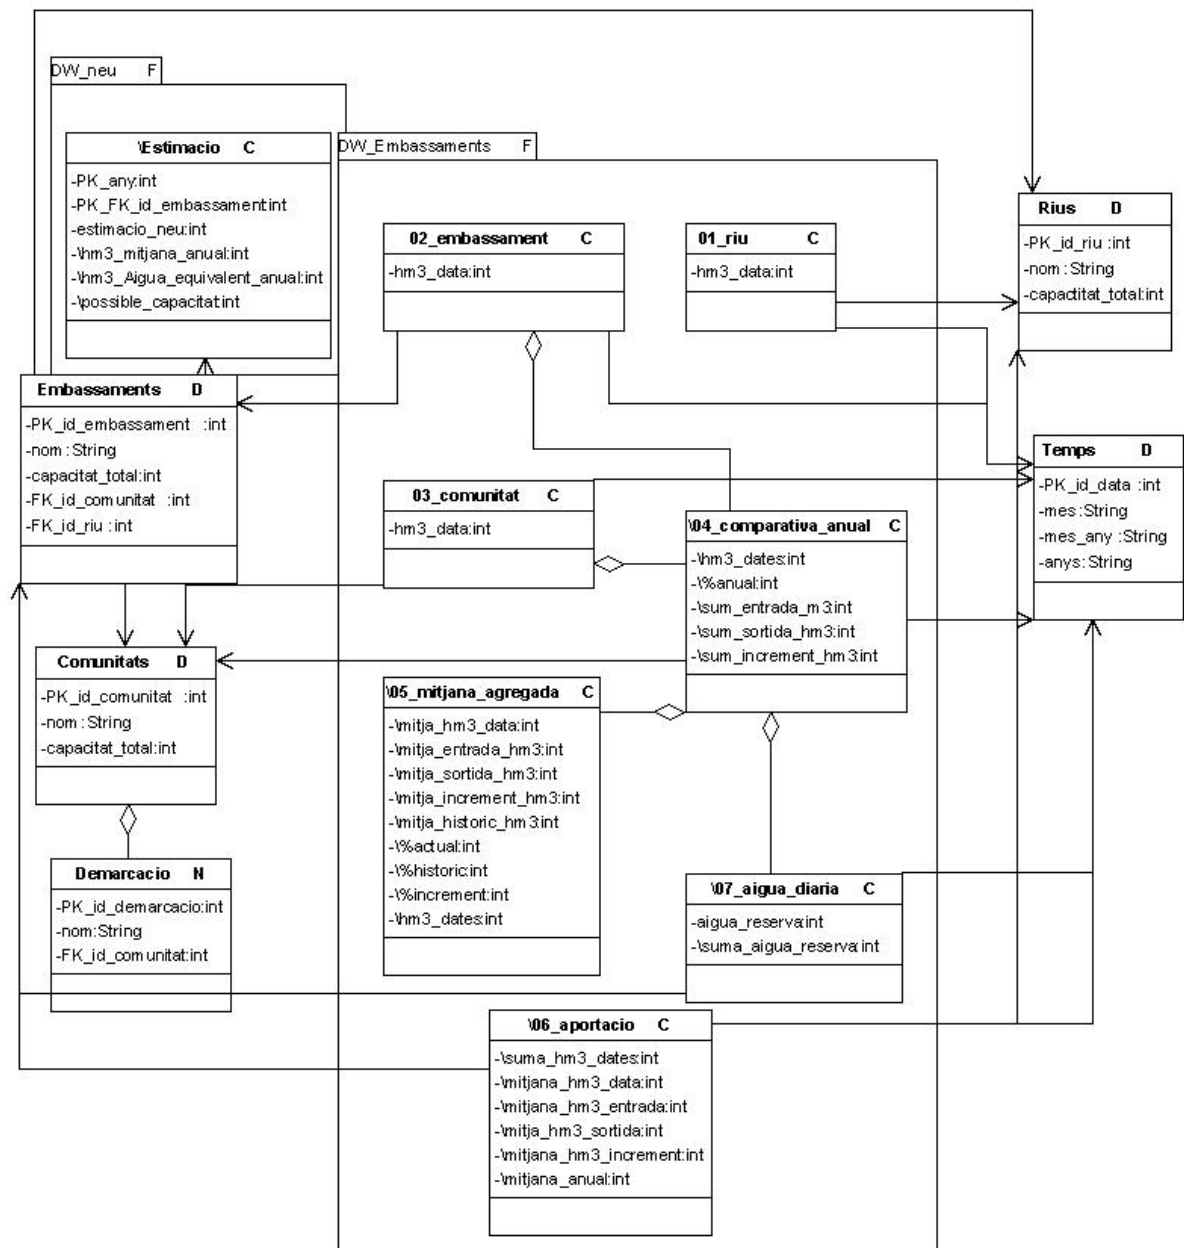 DW_neu F
\Estimacio C
-PK_any:int
-PK_FK_id_embassament:int
-estimacio_neu:int
-\hm3_mitjana_anual:int
-\hm3_Aigua_equivalent_anual:int
-\possible_capacitat:int
DW_Embassaments F
02_embassament C
-hm3_data:int
01_riu C
-hm3_data:int
Rius D
-PK_id_riu :int
-nom :String
-capactitat_total:int
Embassaments D
-PK_id_embassament :int
-nom :String
-capacitat_total:int
-FK_id_comunitat :int
-FK_id_riu :int
03_comunitat C
-hm3_data:int
\04_comparativa_anual C
-\hm3_dates:int
-\%anual:int
-\sum_entrada_m3:int
-\sum_sortida_hm3:int
-\sum_increment_hm3:int
Temps D
-PK_id_data :int
-mes:String
-mes_any :String
-anys:String
Comunitats D
-PK_id_comunitat :int
-nom :String
-capacitat_total:int
\05_mitjana_agregada C
-\mitja_hm3_data:int
-\mitja_entrada_hm3:int
-\mitja_sortida_hm3:int
-\mitja_increment_hm3:int
-\mitja_historic_hm3:int
-\%actual:int
-\%historic:int
-\%increment:int
-\hm3_dates:int
Demarcacio N
-PK_id_demarcacio:int
-nom:String
-FK_id_comunitat:int
\07_aigua_diaria C
-aigua_reserva:int
-\suma_aigua_reserva:int
\06_aportacio C
-\suma_hm3_dates:int
-\mitjana_hm3_data:int
-\mitjana_hm3_entrada:int
-\mitja_hm3_sortida:int
-\mitjana_hm3_increment:int
-\mitjana_anual:int